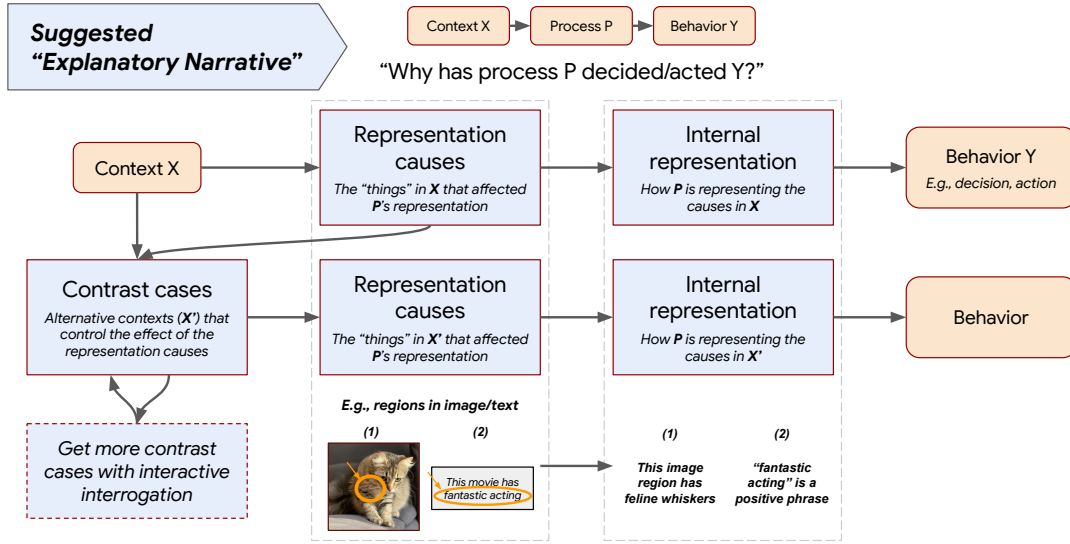 Suggested
“Explanatory Narrative”
Context X
Process P
Behavior Y
“Why has process P decided/acted Y?”
Context X
Representation
causes
The “things” in X that affected
P’s representation
Internal
representation
How P is representing the
causes in X
Behavior Y
E.g., decision, action
Contrast cases
Alternative contexts (X’) that
control the effect of the
representation causes
Representation
causes
The “things” in X’ that affected
P’s representation
Internal
representation
How P is representing the
causes in X’
Behavior
Get more contrast
cases with interactive
interrogation
E.g., regions in image/text
(1)
(2)
This movie has
fantastic acting
(1)
This image
region has
feline whiskers
(2)
“fantastic
acting” is a
positive phrase